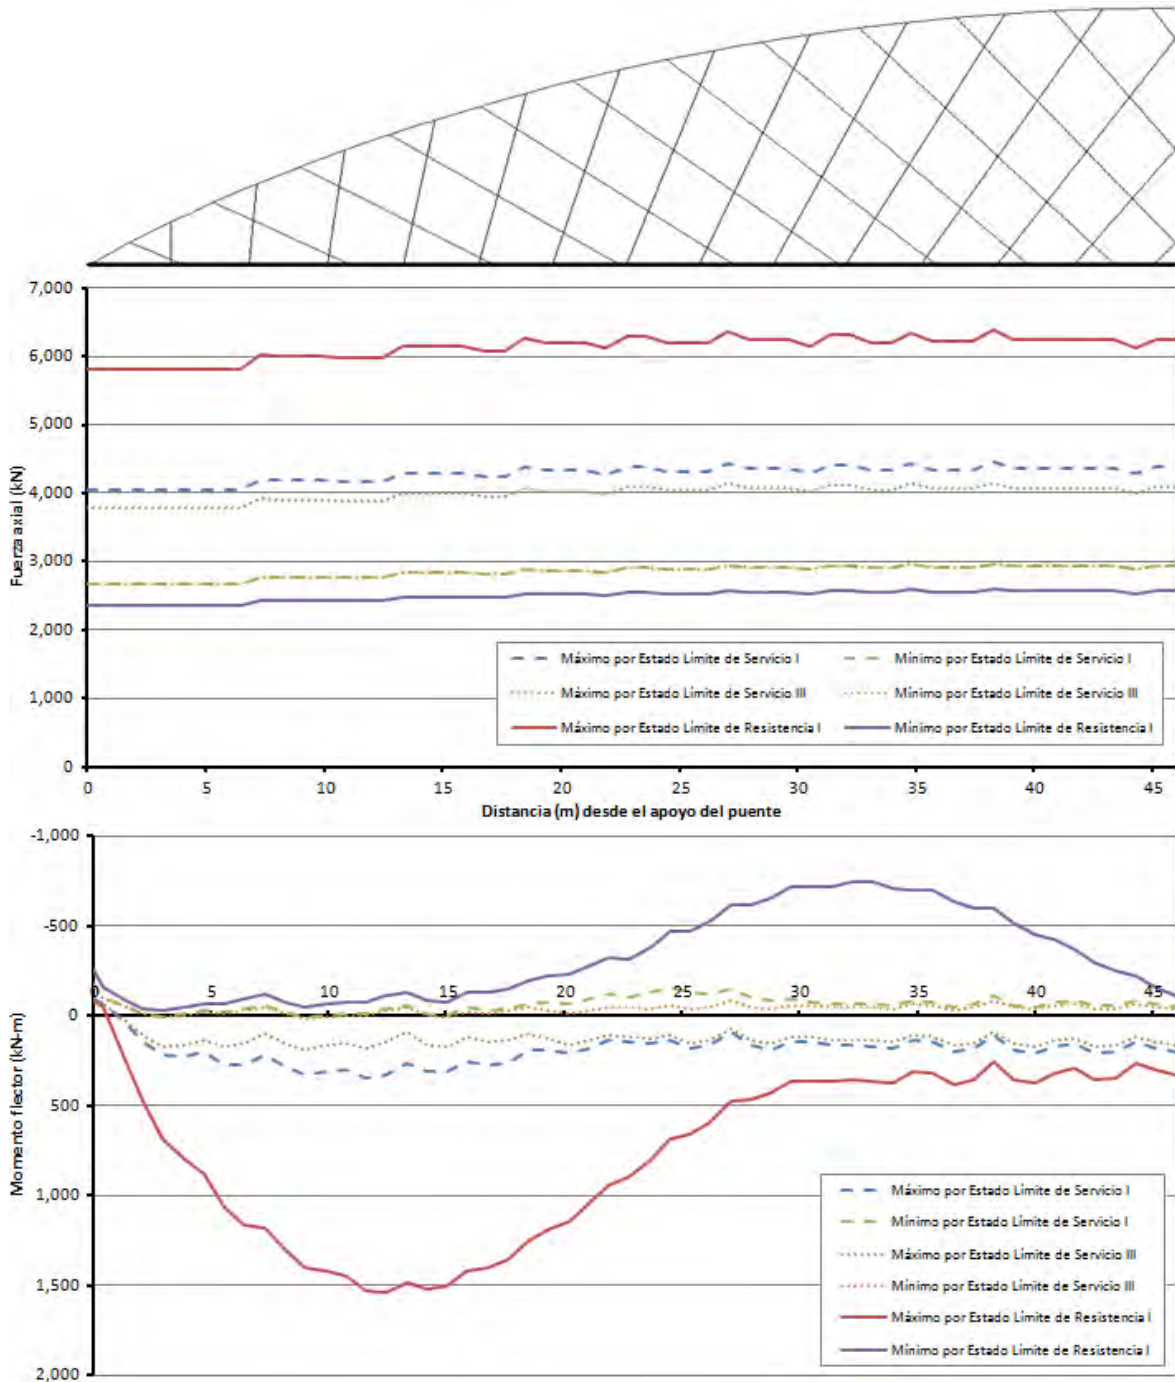 7,000
6,000
5,000
4,000
3,000
2,000
1,000
0
Fuerza axial (kN)
Máximo por Estado Límite de Servicio I
Mínimo por Estado Límite de Servicio I
Máximo por Estado Límite de Servicio III
Mínimo por Estado Límite de Servicio III
Máximo por Estado Límite de Resistencia I
Mínimo por Estado Límite de Resistencia I
0 5 10 15 20 25 30 35 40 45
Distancia (m) desde el apoyo del puente
-1,000
-500
0
500
1,000
1,500
2,000
Momento flector (kN-m)
0 5 10 15 20 25 30 35 40 45
Máximo por Estado Límite de Servicio I
Mínimo por Estado Límite de Servicio I
Máximo por Estado Límite de Servicio III
Mínimo por Estado Límite de Servicio III
Máximo por Estado Límite de Resistencia I
Mínimo por Estado Límite de Resistencia I